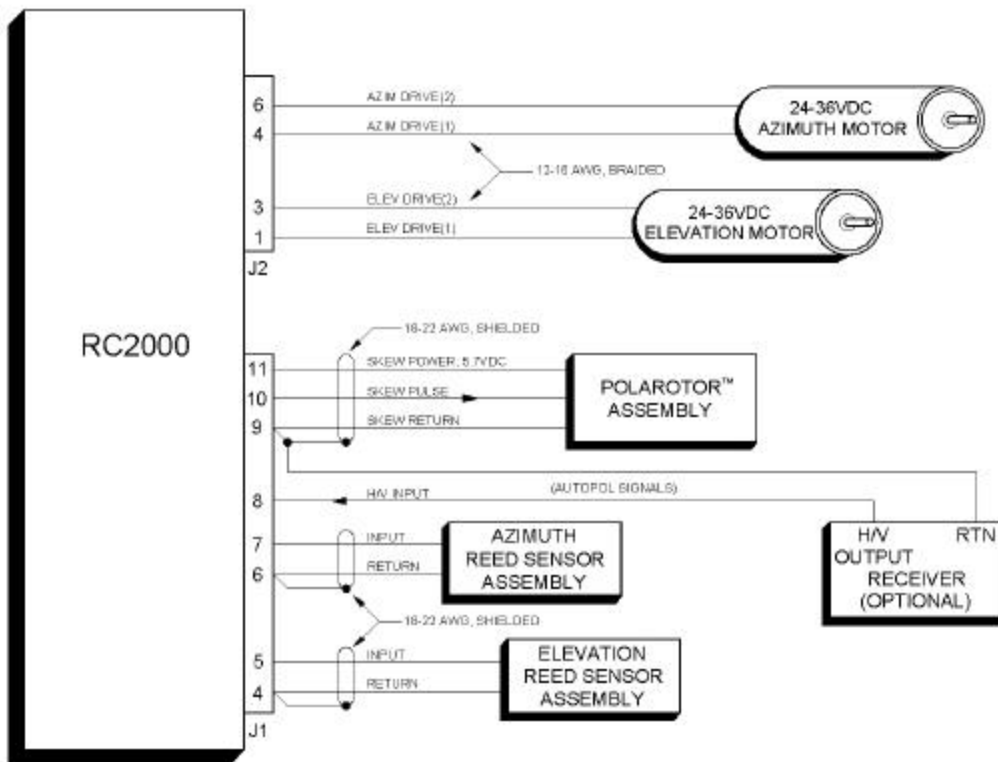 RC2000
6
AZIM DRIVE(2)
4
AZIM DRIVE(1)
24-36VDC
AZIMUTH MOTOR
12-16 AWG, BRAIDED
3
ELEV DRIVE(2)
1
ELEV DRIVE(1)
24-36VDC
ELEVATION MOTOR
J2
16-22 AWG, SHIELDED
11
SKEW POWER, 5.7VDC
10
SKEW PULSE
9
SKEW RETURN
POLAROTOR™
ASSEMBLY
8
H/V INPUT
(AUTOPOL SIGNALS)
H/V RTN
OUTPUT
RECEIVER
(OPTIONAL)
7
INPUT
6
RETURN
AZIMUTH
REED SENSOR
ASSEMBLY
16-22 AWG, SHIELDED
5
INPUT
4
RETURN
ELEVATION
REED SENSOR
ASSEMBLY
J1